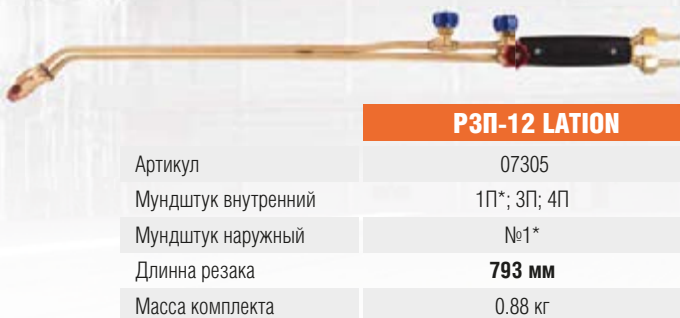 РЗП-12 LATION
Артикул 07305
Мундштук внутренний 1П*; 3П; 4П
Мундштук наружный №1*
Длинна резака 793 мм
Масса комплекта 0.88 кг